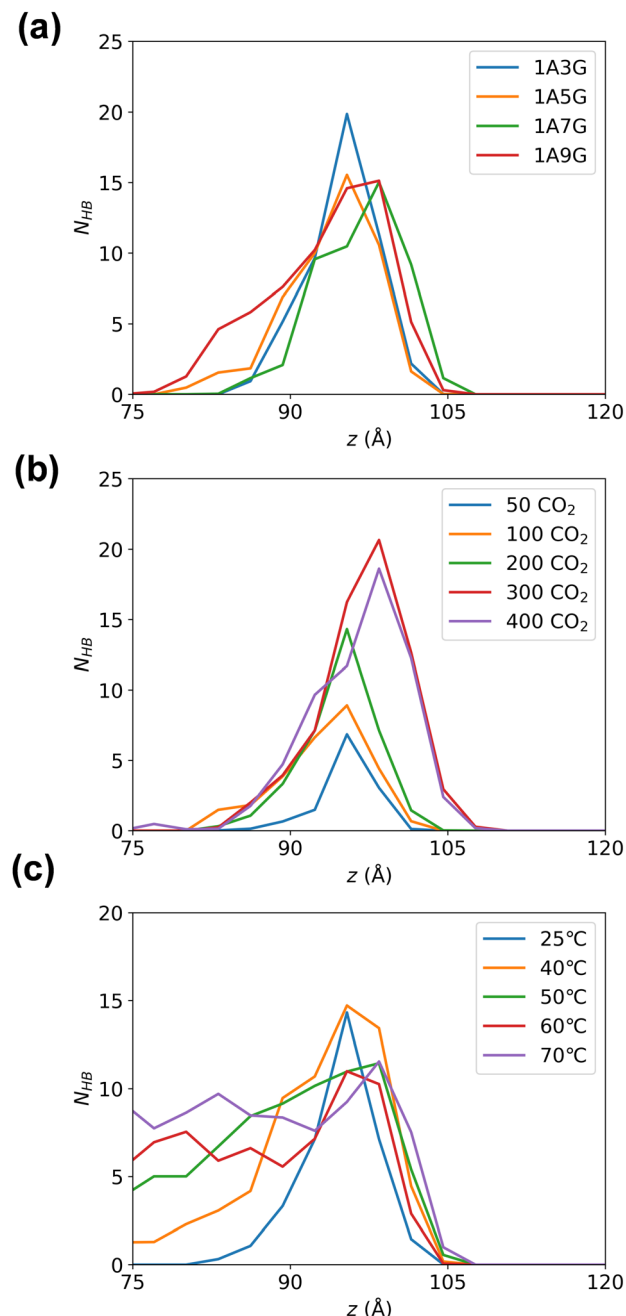 (a)
25
20
15
10
5
0
N_HB
75 90 105 120
z (Å)
1A3G
1A5G
1A7G
1A9G
(b)
25
20
15
10
5
0
N_HB
75 90 105 120
z (Å)
50 CO₂
100 CO₂
200 CO₂
300 CO₂
400 CO₂
(c)
20
15
10
5
0
N_HB
75 90 105 120
z (Å)
25℃
40℃
50℃
60℃
70℃